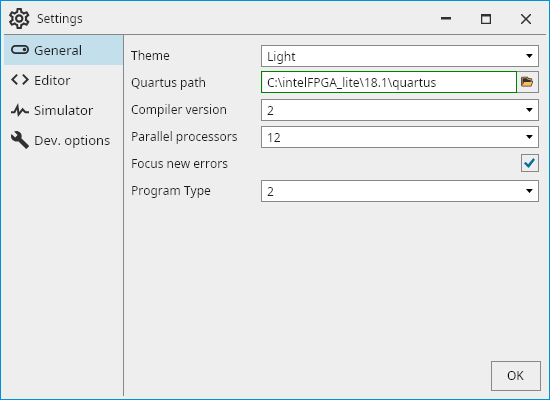 Settings
General
Editor
Simulator
Dev. options
Theme
Light
Quartus path
C:\intelFPGA_lite\18.1\quartus
Compiler version
2
Parallel processors
12
Focus new errors
Program Type
2
OK